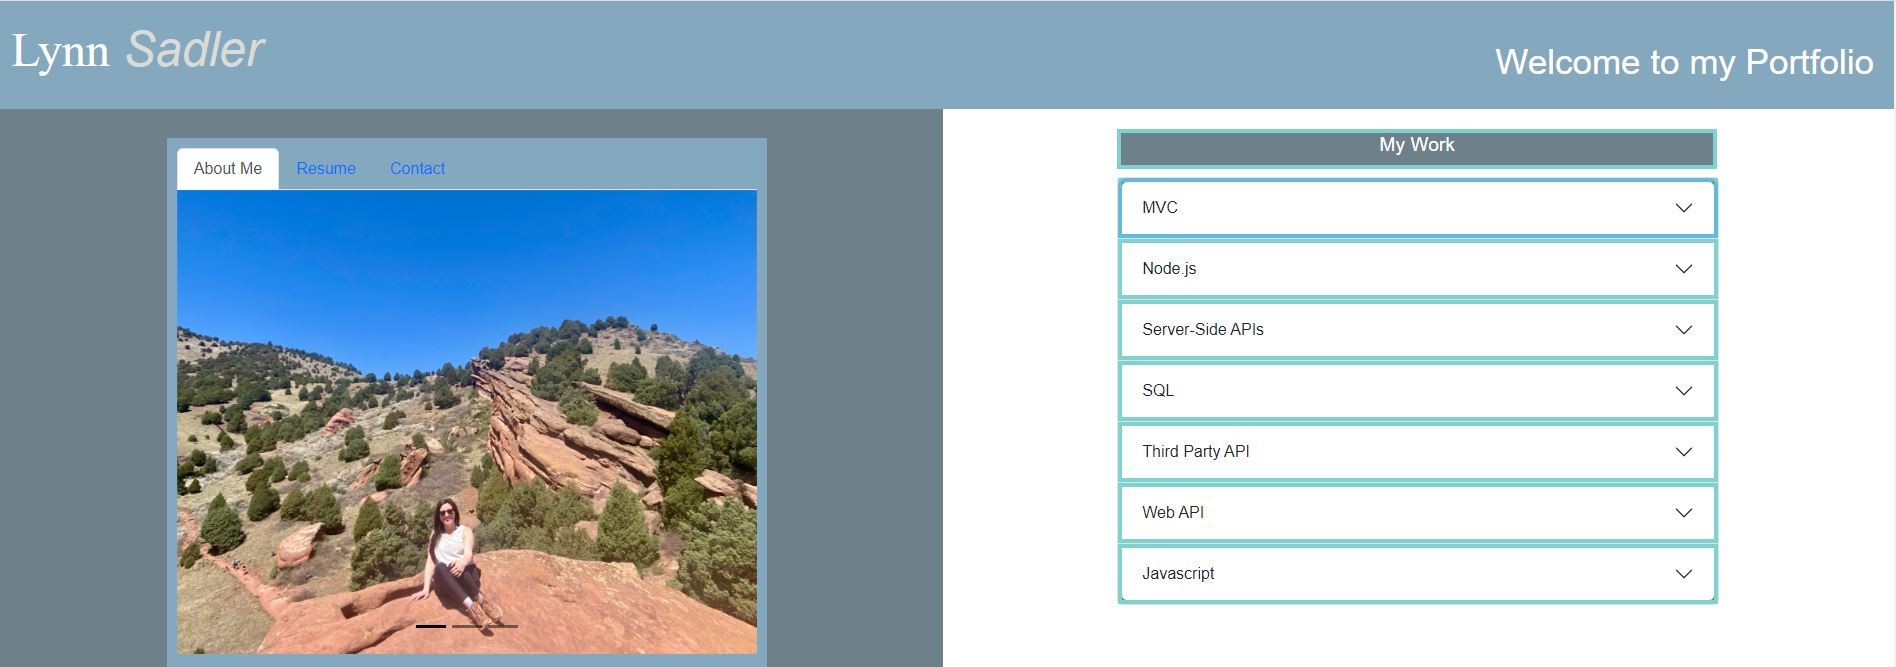 Lynn Sadler
Welcome to my Portfolio
About Me Resume Contact
My Work
MVC
Node.js
Server-Side APIs
SQL
Third Party API
Web API
Javascript